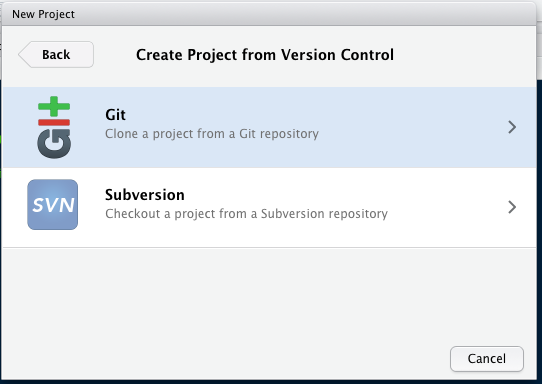 New Project
Back
Create Project from Version Control
git
Git
Clone a project from a Git repository
SVN
Subversion
Checkout a project from a Subversion repository
Cancel